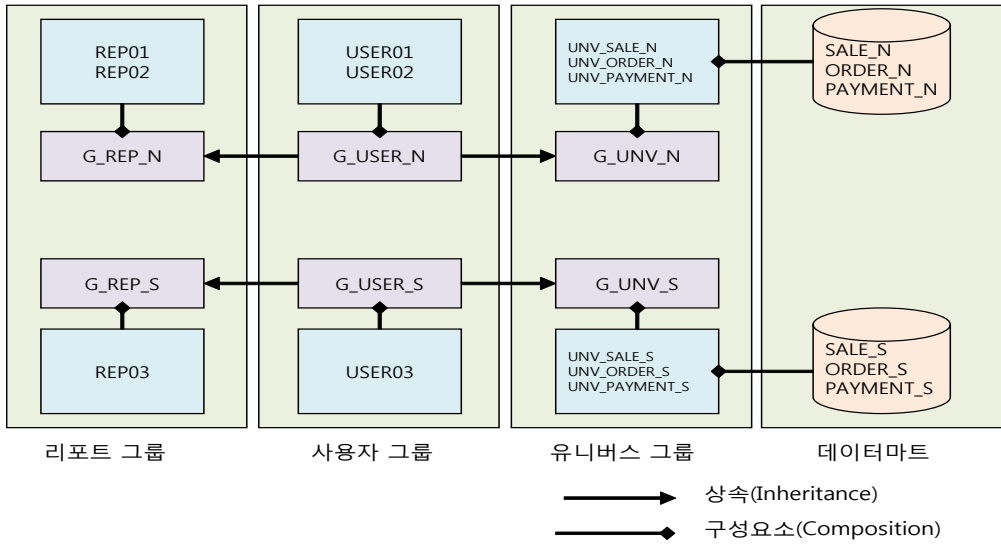 REP01
REP02
G_REP_N
G_REP_S
REP03
리포트 그룹
USER01
USER02
G_USER_N
G_USER_S
USER03
사용자 그룹
UNV_SALE_N
UNV_ORDER_N
UNV_PAYMENT_N
G_UNV_N
G_UNV_S
UNV_SALE_S
UNV_ORDER_S
UNV_PAYMENT_S
유니버스 그룹
SALE_N
ORDER_N
PAYMENT_N
SALE_S
ORDER_S
PAYMENT_S
데이터마트
상속(Inheritance)
구성요소(Composition)